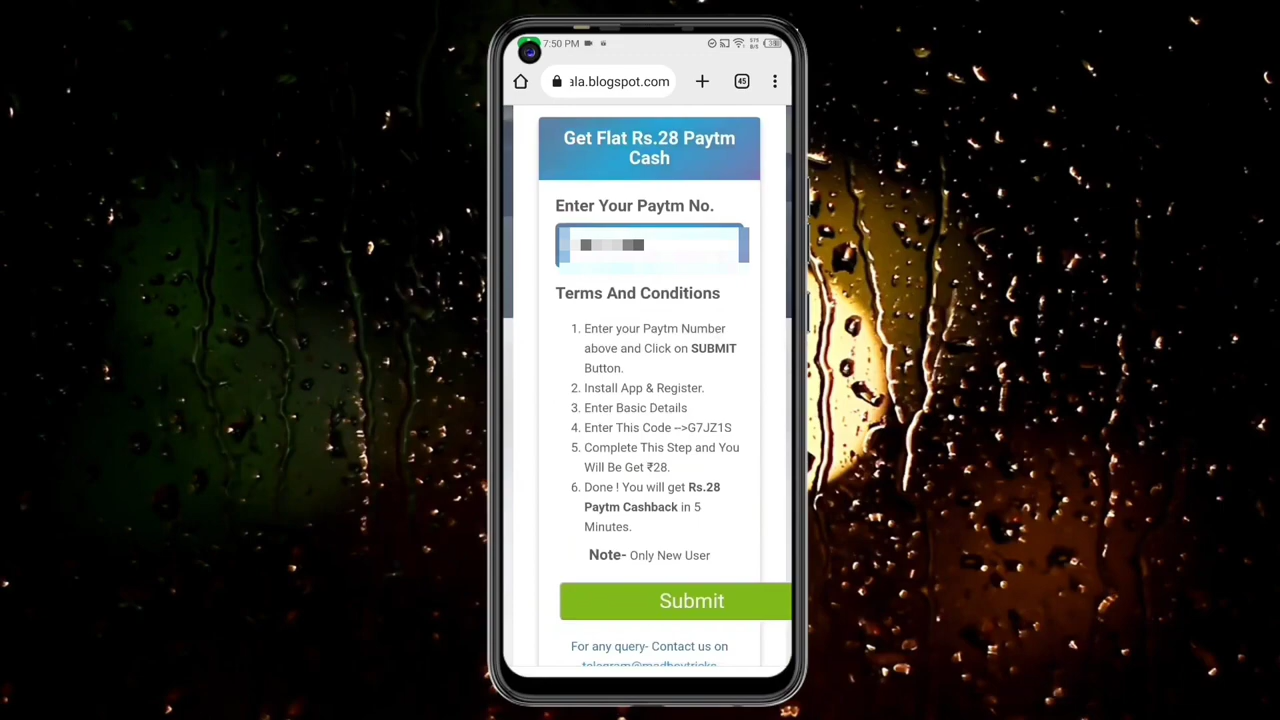 7:50 PM
ala.blogspot.com
45
Get Flat Rs.28 Paytm
Cash
Enter Your Paytm No.
Terms And Conditions
1. Enter your Paytm Number
above and Click on SUBMIT
Button.
2. Install App & Register.
3. Enter Basic Details
4. Enter This Code -->G7JZ1S
5. Complete This Step and You
Will Be Get ₹28.
6. Done ! You will get Rs.28
Paytm Cashback in 5
Minutes.
Note- Only New User
Submit
For any query- Contact us on
telegram@madboytricks